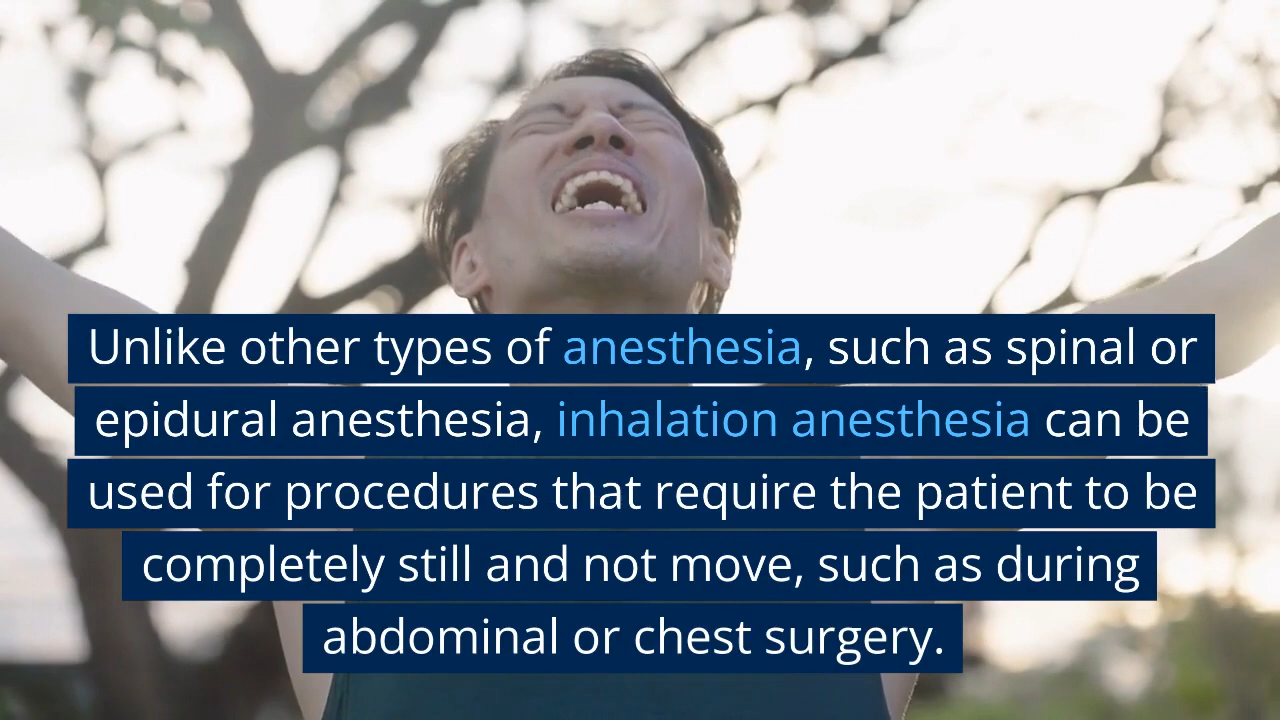 Unlike other types of anesthesia, such as spinal or
epidural anesthesia, inhalation anesthesia can be
used for procedures that require the patient to be
completely still and not move, such as during
abdominal or chest surgery.